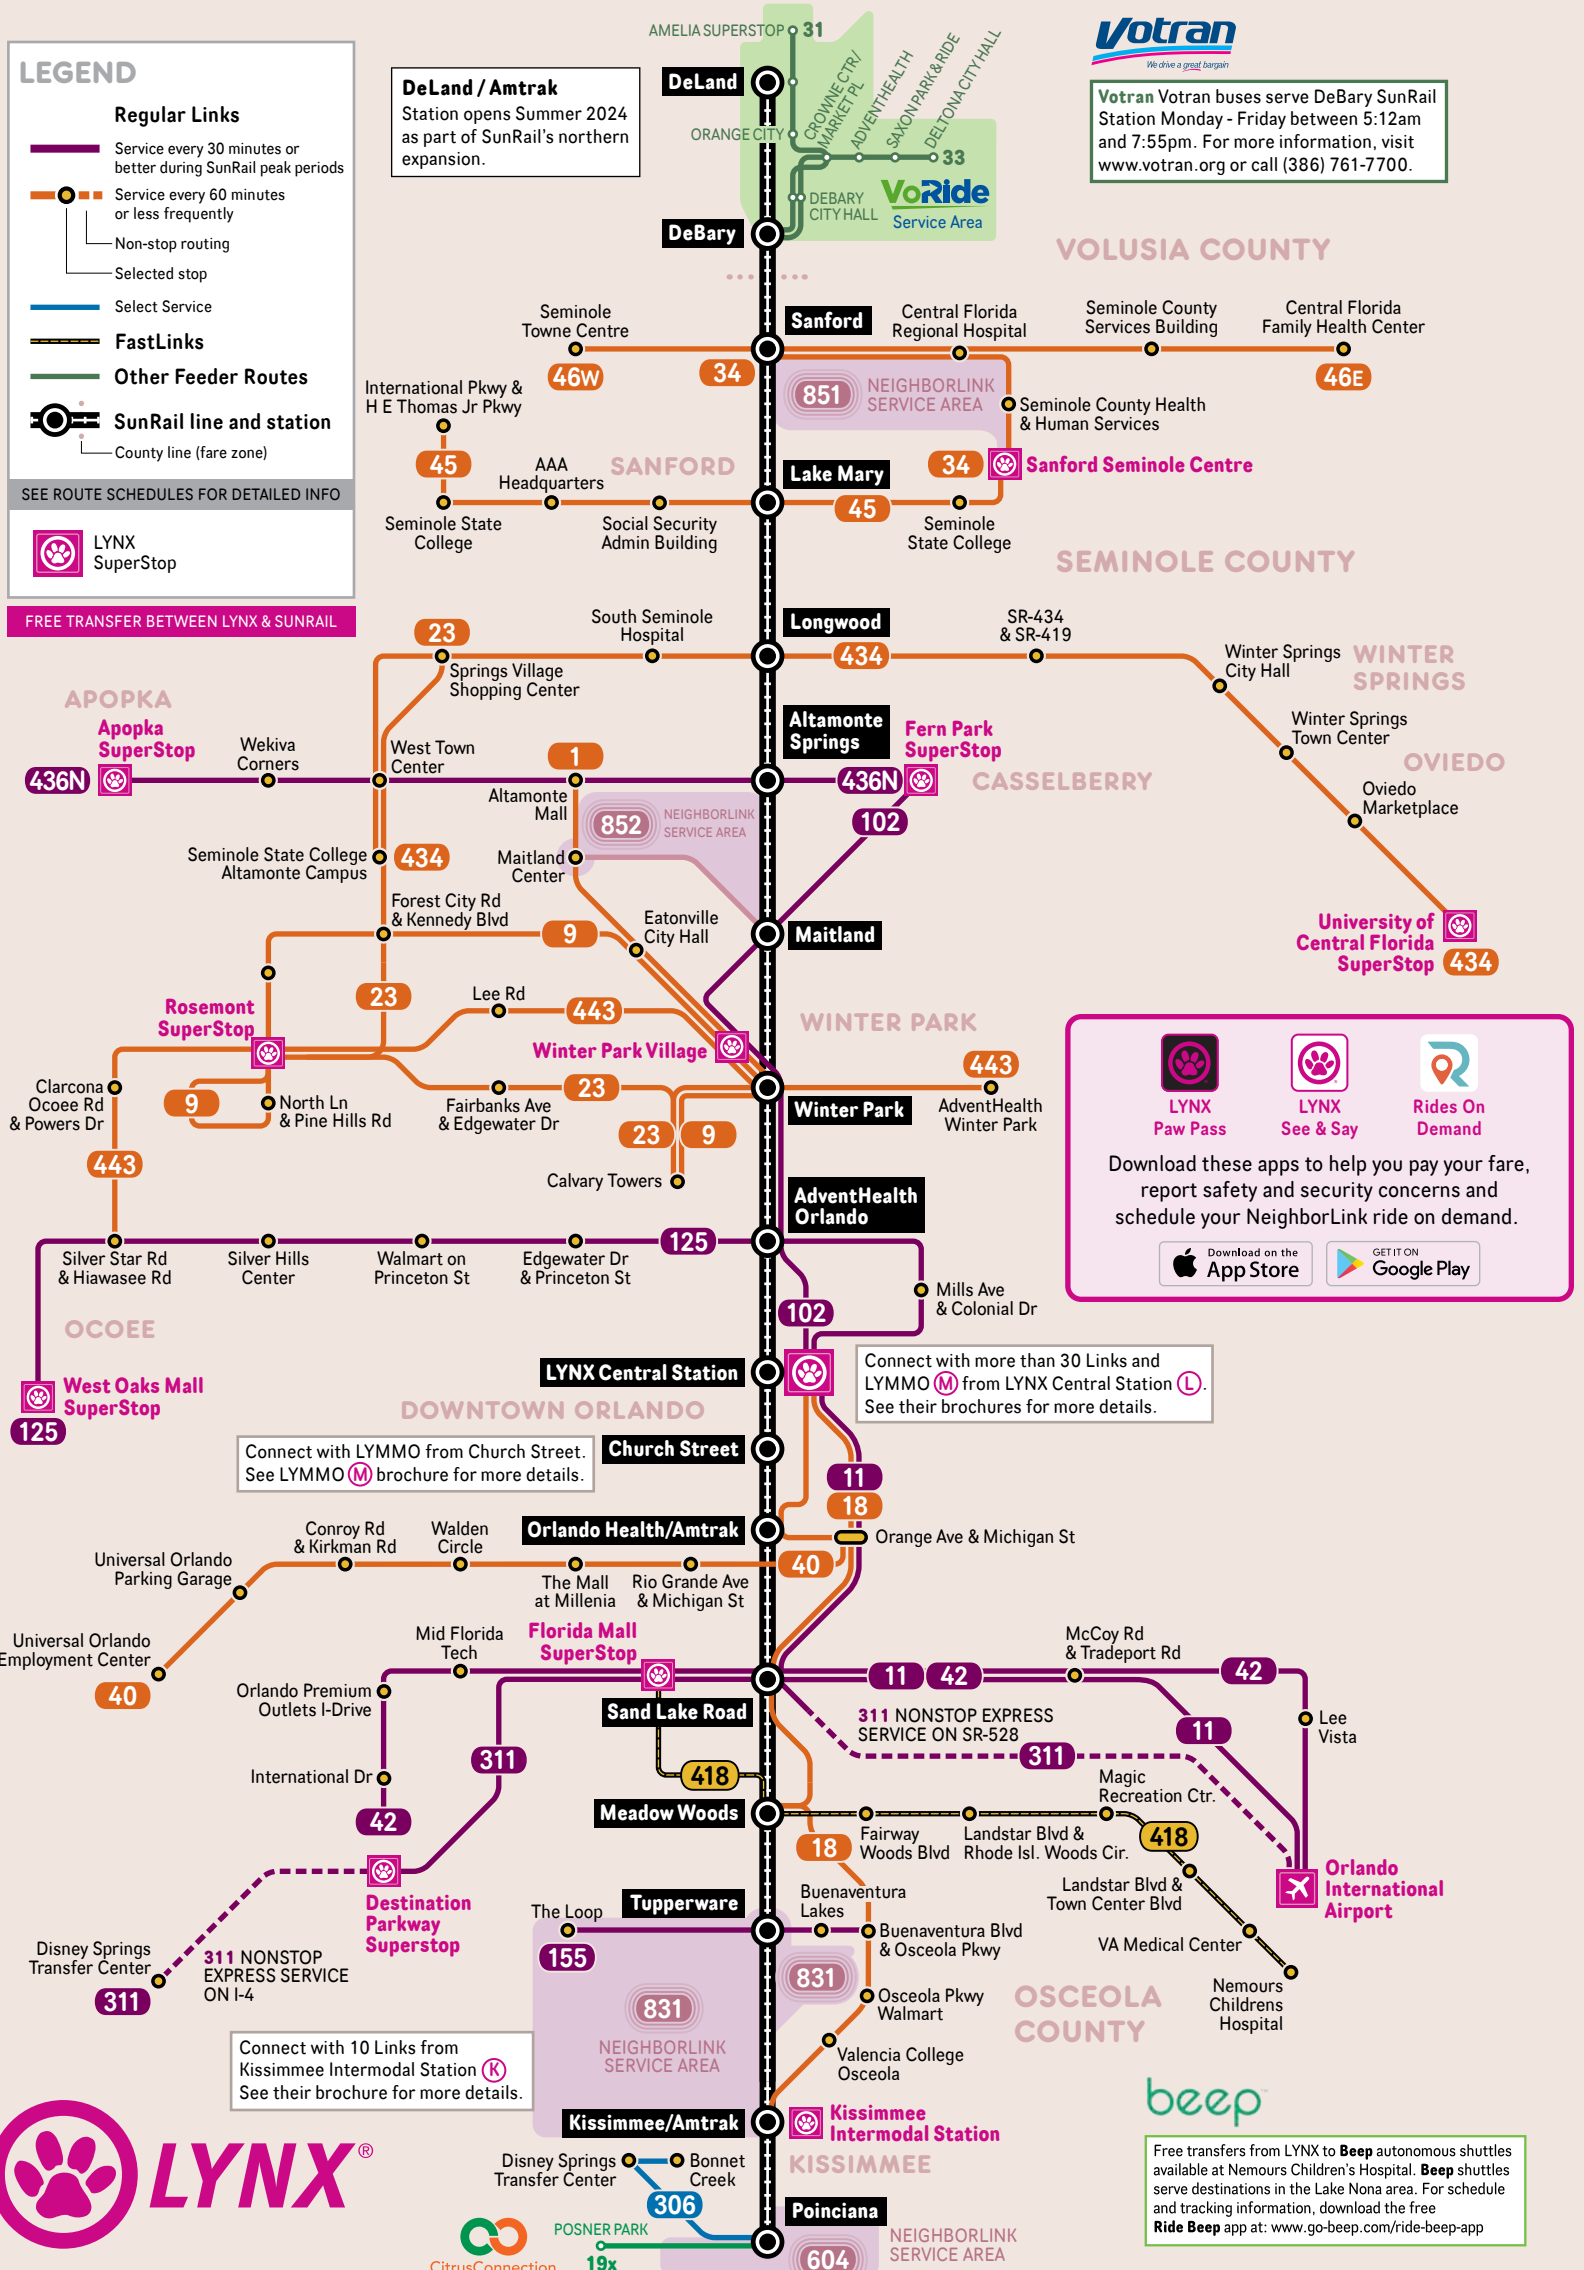 LEGEND
Regular Links
Service every 30 minutes or
better during SunRail peak periods
Service every 60 minutes
or less frequently
Non-stop routing
Selected stop
Select Service
FastLinks
Other Feeder Routes
SunRail line and station
County line (fare zone)
SEE ROUTE SCHEDULES FOR DETAILED INFO
LYNX
SuperStop
FREE TRANSFER BETWEEN LYNX & SUNRAIL
DeLand / Amtrak
Station opens Summer 2024
as part of SunRail's northern
expansion.
AMELIA SUPERSTOP
31
DeLand
ORANGE CITY
CROWNE CTR/
MARKET PL
ADVENTHEALTH
SAXON PARK & RIDE
DELTONA CITY HALL
33
DEBARY
CITY HALL
VoRide
Service Area
DeBary
Votran
We drive a great bargain
Votran Votran buses serve DeBary SunRail
Station Monday - Friday between 5:12am
and 7:55pm. For more information, visit
www.votran.org or call (386) 761-7700.
VOLUSIA COUNTY
Seminole
Towne Centre
46W
34
Sanford
Central Florida
Regional Hospital
Seminole County
Services Building
Central Florida
Family Health Center
46E
851
NEIGHBORLINK
SERVICE AREA
Seminole County Health
& Human Services
34
Sanford Seminole Centre
International Pkwy &
H E Thomas Jr Pkwy
45
AAA
Headquarters
SANFORD
Lake Mary
45
Seminole State
College
Social Security
Admin Building
Seminole
State College
SEMINOLE COUNTY
23
South Seminole
Hospital
Longwood
434
SR-434
& SR-419
Springs Village
Shopping Center
Winter Springs
City Hall
WINTER
SPRINGS
Winter Springs
Town Center
OVIEDO
Oviedo
Marketplace
University of
Central Florida
SuperStop
434
APOPKA
Apopka
SuperStop
436N
Wekiva
Corners
West Town
Center
1
Altamonte
Mall
Altamonte
Springs
436N
Fern Park
SuperStop
CASSELBERRY
102
852
NEIGHBORLINK
SERVICE AREA
Seminole State College
Altamonte Campus
434
Maitland
Center
Forest City Rd
& Kennedy Blvd
9
Eatonville
City Hall
Maitland
23
Rosemont
SuperStop
Lee Rd
443
Winter Park Village
WINTER PARK
443
Clarcona
Ocoee Rd
& Powers Dr
9
North Ln
& Pine Hills Rd
Fairbanks Ave
& Edgewater Dr
23
Winter Park
AdventHealth
Winter Park
23
9
Calvary Towers
443
LYNX
Paw Pass
LYNX
See & Say
Rides On
Demand
Download these apps to help you pay your fare,
report safety and security concerns and
schedule your NeighborLink ride on demand.
Download on the
App Store
GET IT ON
Google Play
AdventHealth
Orlando
125
Silver Star Rd
& Hiawasee Rd
Silver Hills
Center
Walmart on
Princeton St
Edgewater Dr
& Princeton St
Mills Ave
& Colonial Dr
102
OCOEE
West Oaks Mall
SuperStop
125
LYNX Central Station
Connect with more than 30 Links and
LYMMO M from LYNX Central Station L.
See their brochures for more details.
DOWNTOWN ORLANDO
Connect with LYMMO from Church Street.
See LYMMO M brochure for more details.
Church Street
11
18
Orlando Health/Amtrak
Orange Ave & Michigan St
40
Conroy Rd
& Kirkman Rd
Walden
Circle
Universal Orlando
Parking Garage
The Mall
at Millenia
Rio Grande Ave
& Michigan St
Universal Orlando
Employment Center
40
Mid Florida
Tech
Florida Mall
SuperStop
Orlando Premium
Outlets I-Drive
Sand Lake Road
11
42
McCoy Rd
& Tradeport Rd
42
311 NONSTOP EXPRESS
SERVICE ON SR-528
311
11
Lee
Vista
International Dr
42
311
418
Meadow Woods
Magic
Recreation Ctr.
18
Fairway
Woods Blvd
Landstar Blvd &
Rhode Isl. Woods Cir.
418
Landstar Blvd &
Town Center Blvd
Orlando
International
Airport
VA Medical Center
Nemours
Childrens
Hospital
Destination
Parkway
Superstop
Disney Springs
Transfer Center
311
311 NONSTOP
EXPRESS SERVICE
ON I-4
The Loop
Tupperware
Buenaventura
Lakes
Buenaventura Blvd
& Osceola Pkwy
155
831
831
NEIGHBORLINK
SERVICE AREA
Osceola Pkwy
Walmart
OSCEOLA
COUNTY
Valencia College
Osceola
Connect with 10 Links from
Kissimmee Intermodal Station K
See their brochure for more details.
Kissimmee/Amtrak
Kissimmee
Intermodal Station
KISSIMMEE
Disney Springs
Transfer Center
Bonnet
Creek
306
Poinciana
POSNER PARK
19x
CitrusConnection
604
NEIGHBORLINK
SERVICE AREA
LYNX®
beep
Free transfers from LYNX to Beep autonomous shuttles
available at Nemours Children's Hospital. Beep shuttles
serve destinations in the Lake Nona area. For schedule
and tracking information, download the free
Ride Beep app at: www.go-beep.com/ride-beep-app